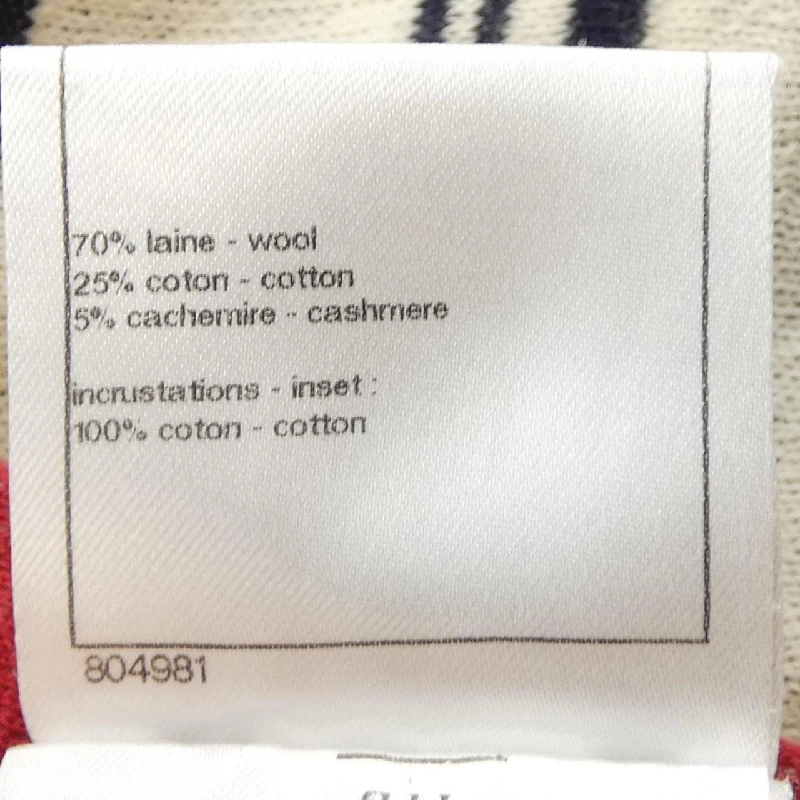 70% laine - wool
25% coton - cotton
5% cachemire - cashmere
incrustations - inset :
100% coton - cotton
804981